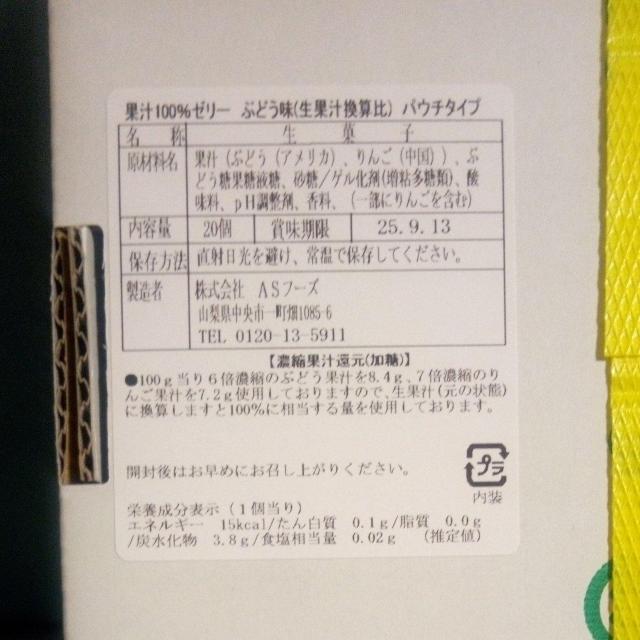 果汁100%ゼリー ぶどう味(生果汁換算比) パウチタイプ
名 称 生 菓 子
原材料名 果汁（ぶどう（アメリカ）、りんご（中国））、ぶ
どう糖果糖液糖、砂糖／ゲル化剤(増粘多糖類)、酸
味料、pH調整剤、香料、（一部にりんごを含む）
内容量 20個 賞味期限 25.9.13
保存方法 直射日光を避け、常温で保存してください。
製造者 株式会社 ASフーズ
山梨県中央市一町畑1085-6
TEL 0120-13-5911
【濃縮果汁還元(加糖)】
●100g当り6倍濃縮のぶどう果汁を8.4g、7倍濃縮のり
んご果汁を7.2g使用しておりますので、生果汁(元の状態)
に換算しますと100%に相当する量を使用しております。
開封後はお早めにお召し上がりください。
プラ
内装
栄養成分表示（1個当り）
エネルギー 15kcal/たん白質 0.1g/脂質 0.0g
/炭水化物 3.8g/食塩相当量 0.02g （推定値）